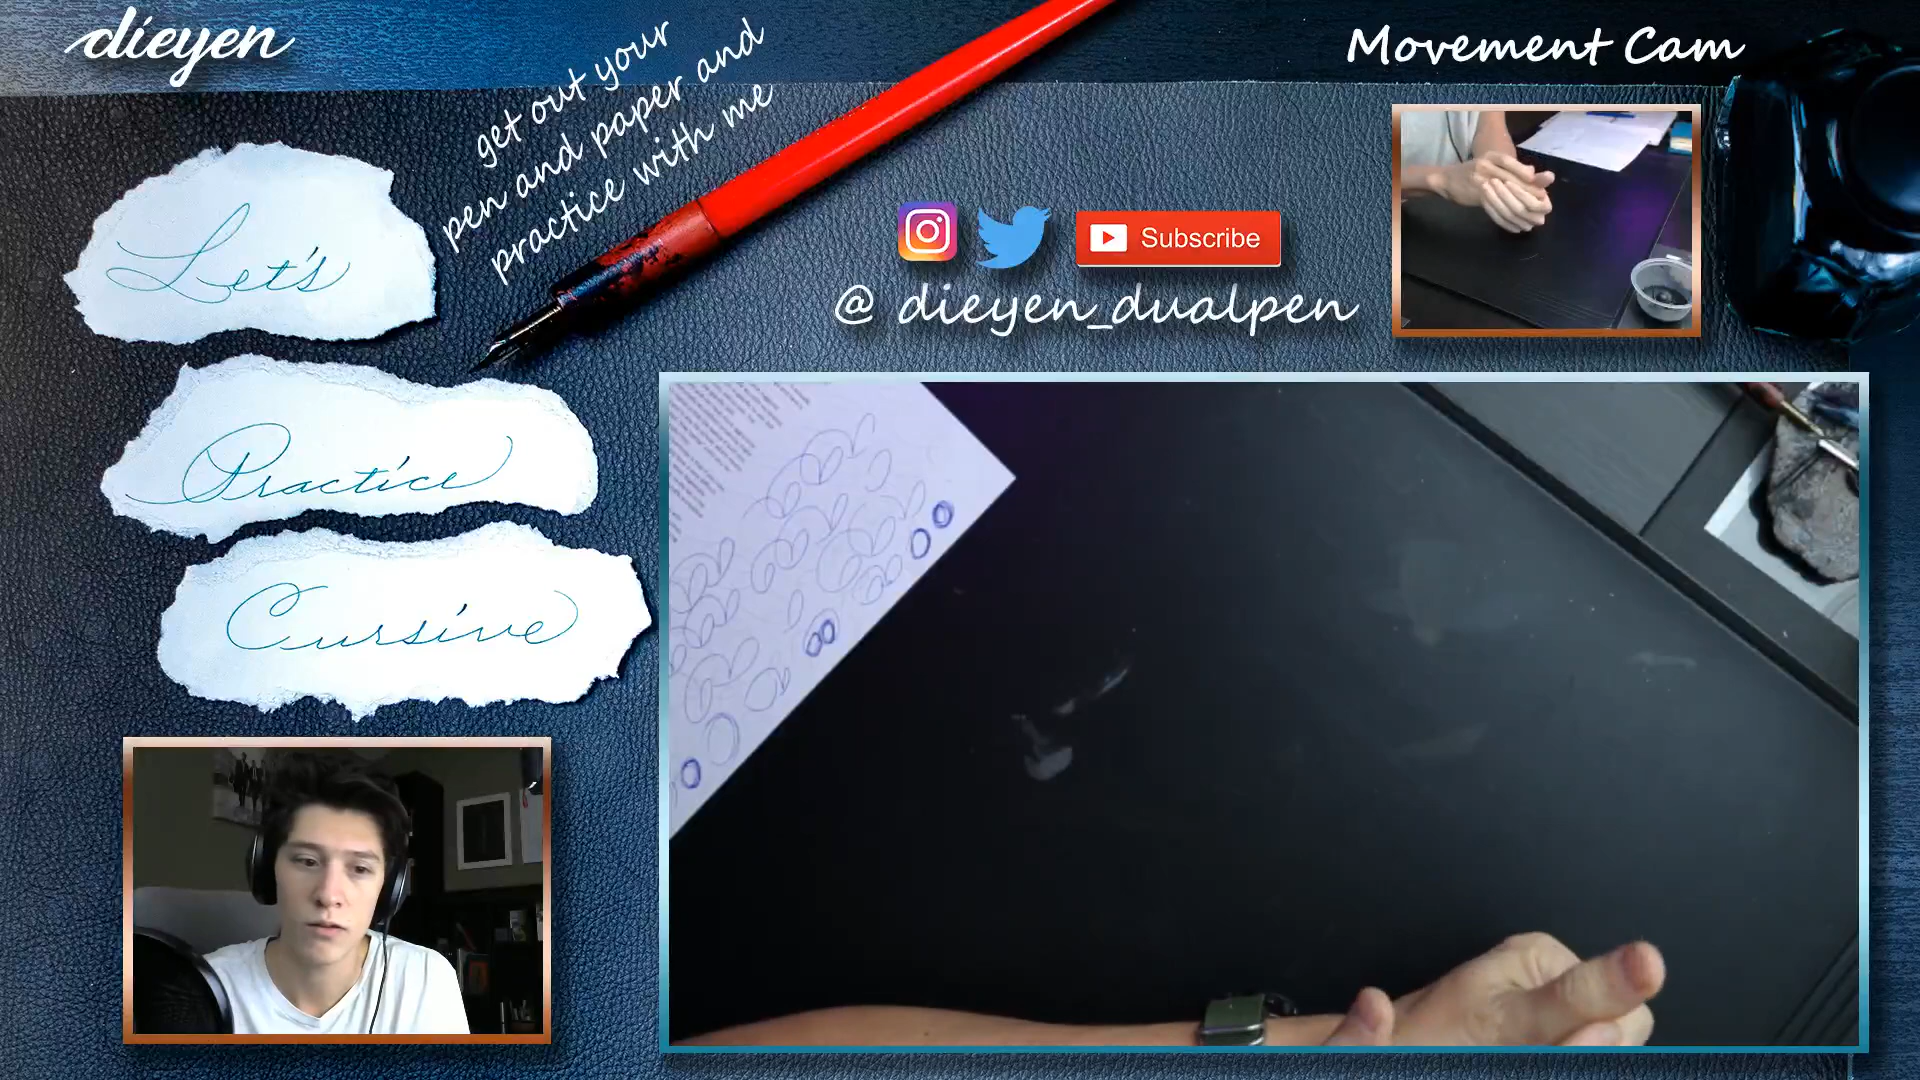 dieyen
get out your
pen and paper and
practice with me
Movement Cam
Let's
Practice
Cursive
Subscribe
@ dieyen_dualpen